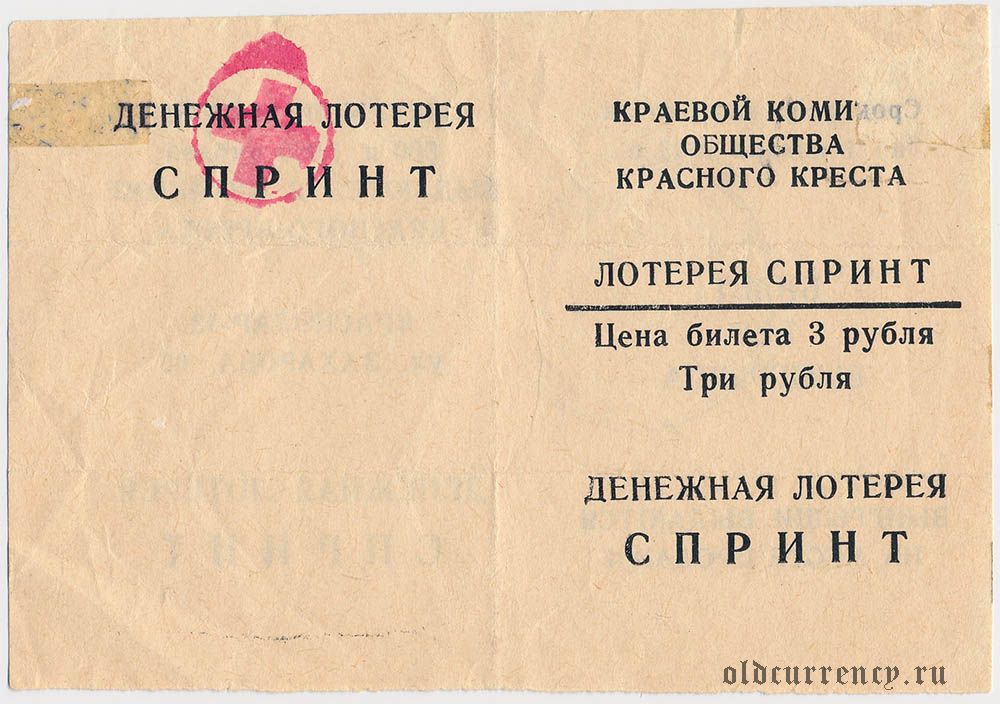 ДЕНЕЖНАЯ ЛОТЕРЕЯ
СПРИНТ
КРАЕВОЙ КОМИ
ОБЩЕСТВА
КРАСНОГО КРЕСТА
ЛОТЕРЕЯ СПРИНТ
Цена билета 3 рубля
Три рубля
ДЕНЕЖНАЯ ЛОТЕРЕЯ
СПРИНТ
oldcurrency.ru